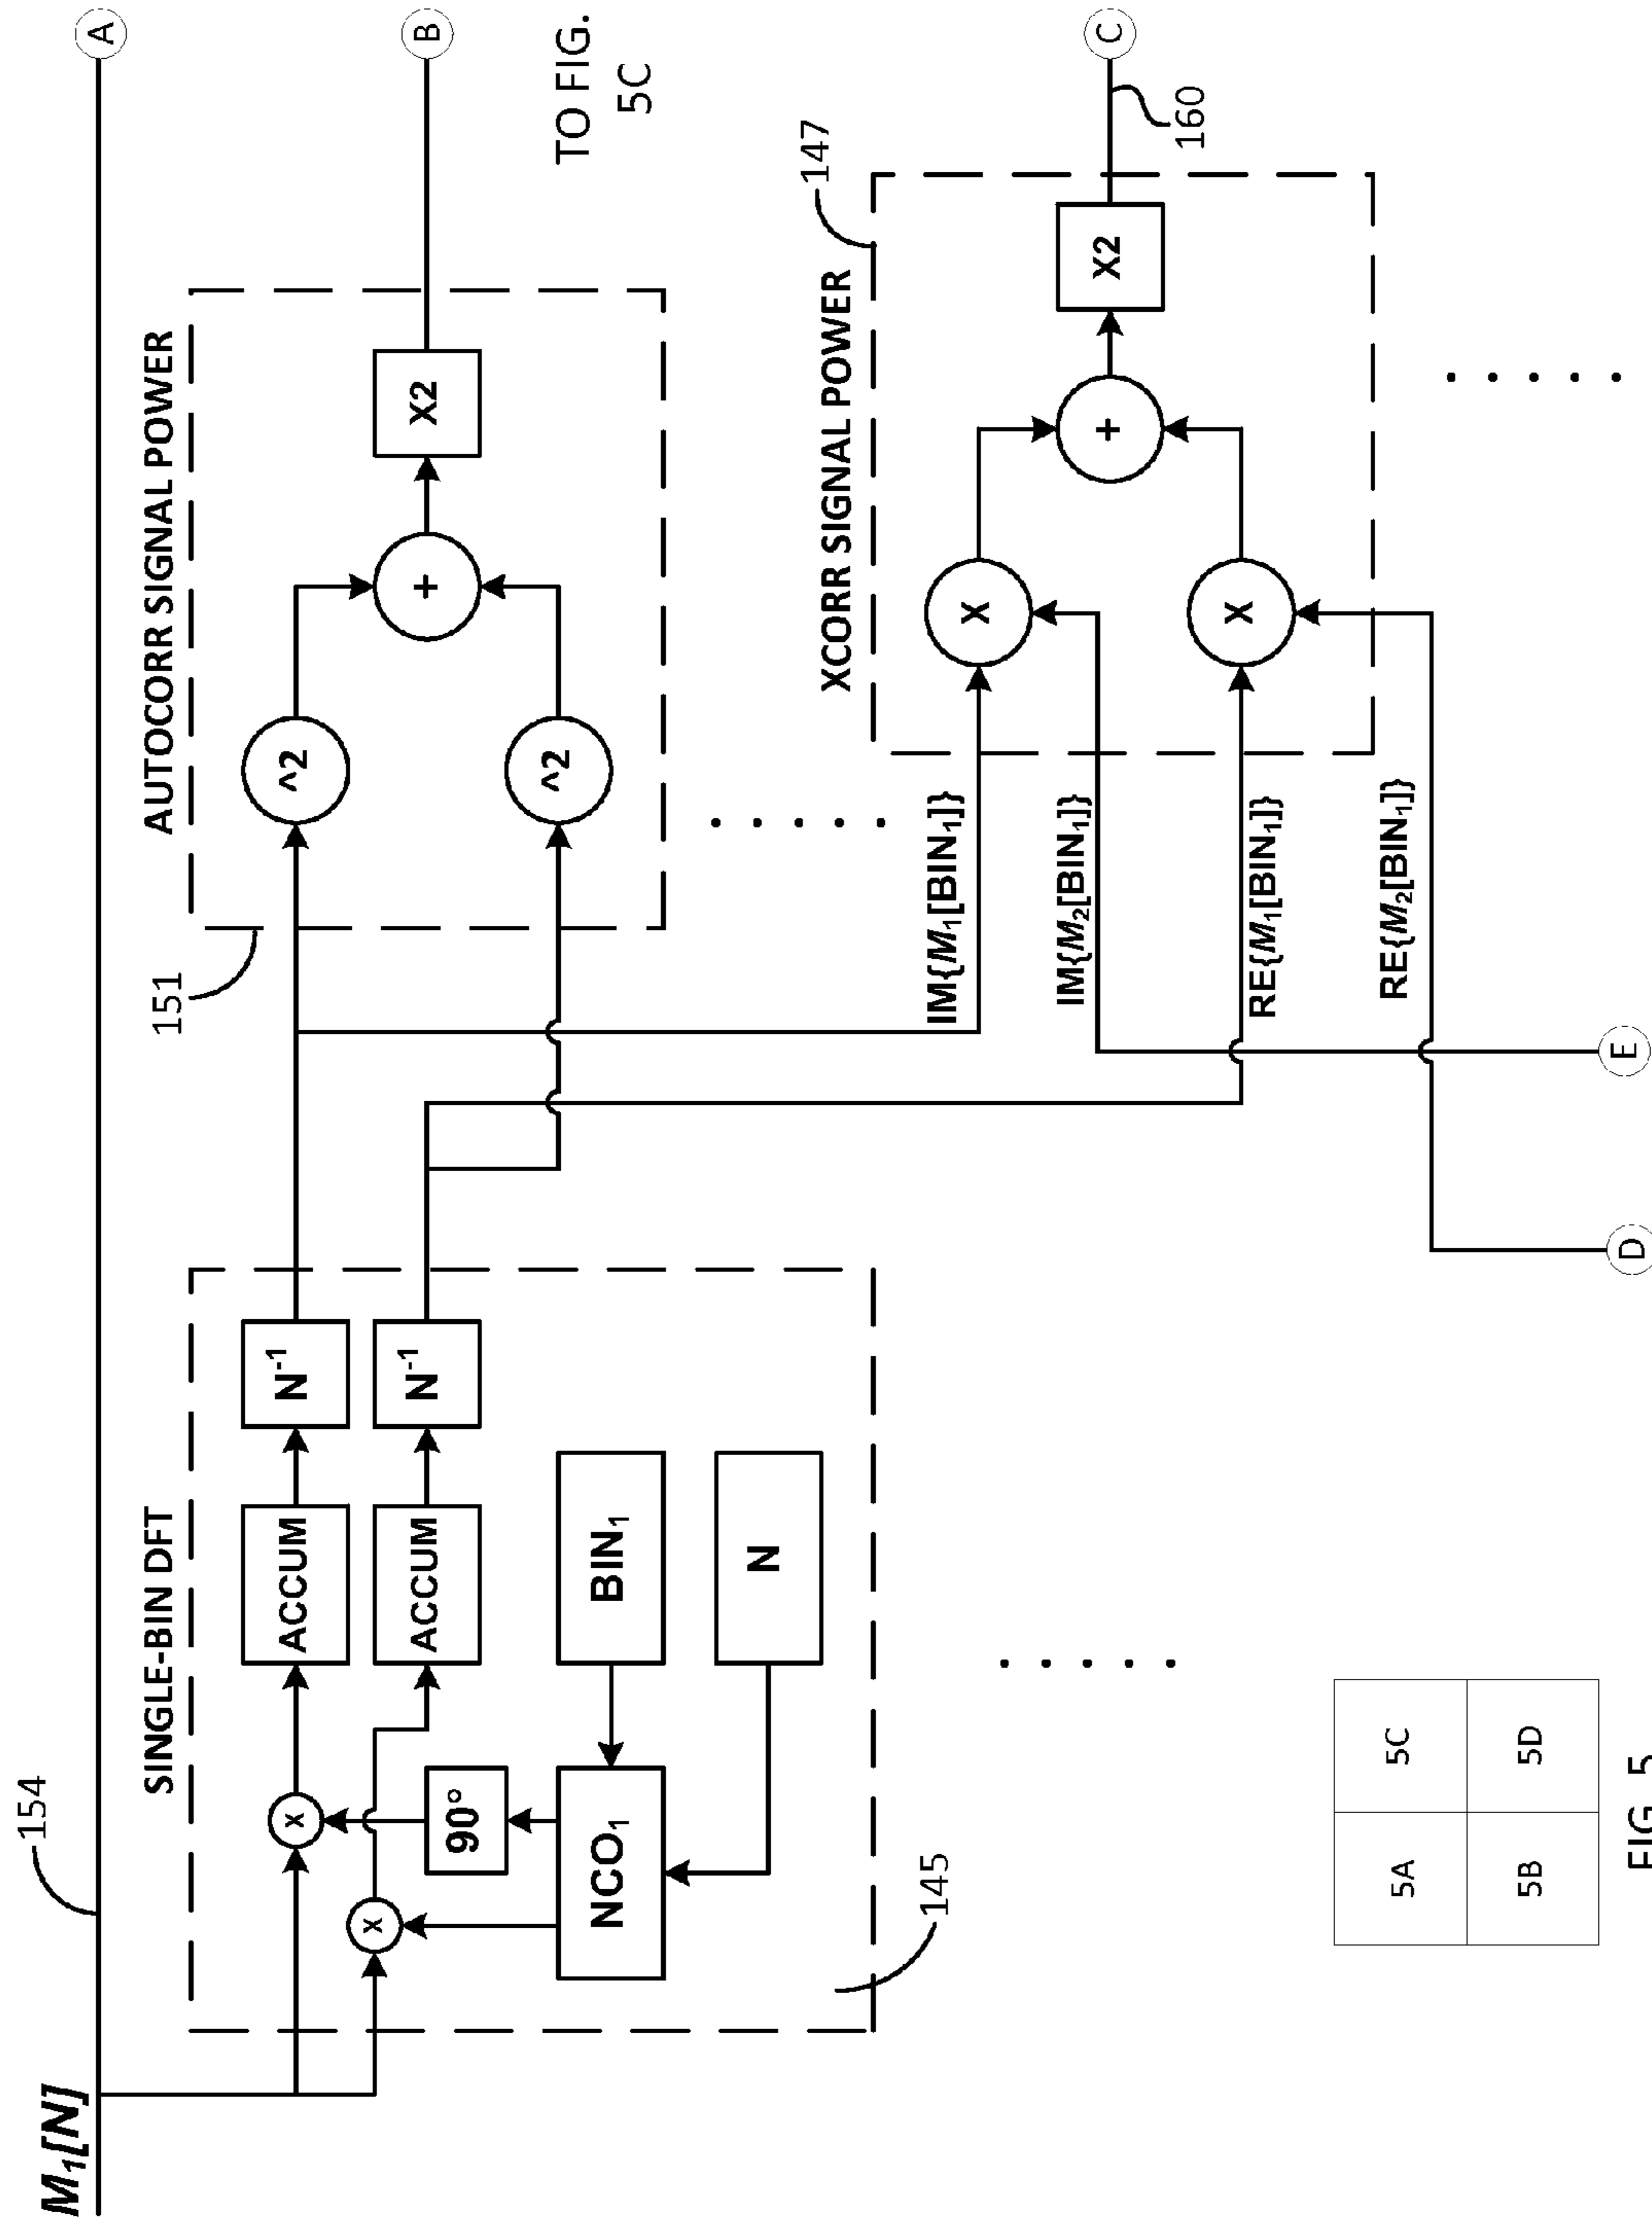 154
A
M₁[N]
SINGLE-BIN DFT
x
x
90°
NCO₁
ACCUM
ACCUM
N⁻¹
N⁻¹
BIN₁
N
145
151
AUTOCORR SIGNAL POWER
^2
^2
+
X2
B
TO FIG.
5C
XCORR SIGNAL POWER
147
IM{M₁[BIN₁]}
IM{M₂[BIN₁]}
RE{M₁[BIN₁]}
RE{M₂[BIN₁]}
X
X
+
X2
C
160
D
E
5A 5C
5B 5D
FIG. 5